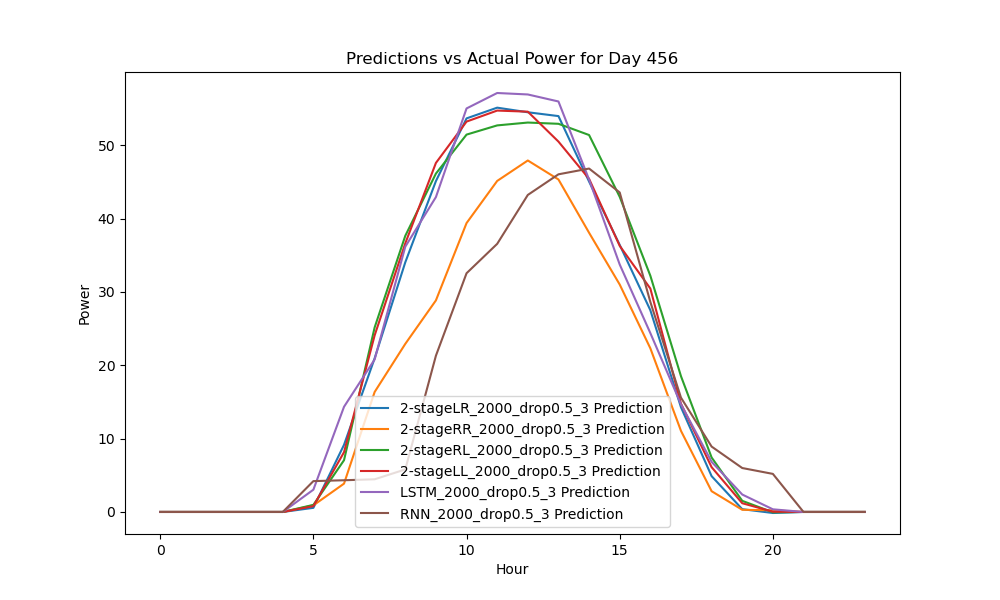 Predictions vs Actual Power for Day 456
Power
50
40
30
20
10
0
2-stageLR_2000_drop0.5_3 Prediction
2-stageRR_2000_drop0.5_3 Prediction
2-stageRL_2000_drop0.5_3 Prediction
2-stageLL_2000_drop0.5_3 Prediction
LSTM_2000_drop0.5_3 Prediction
RNN_2000_drop0.5_3 Prediction
0 5 10 15 20
Hour